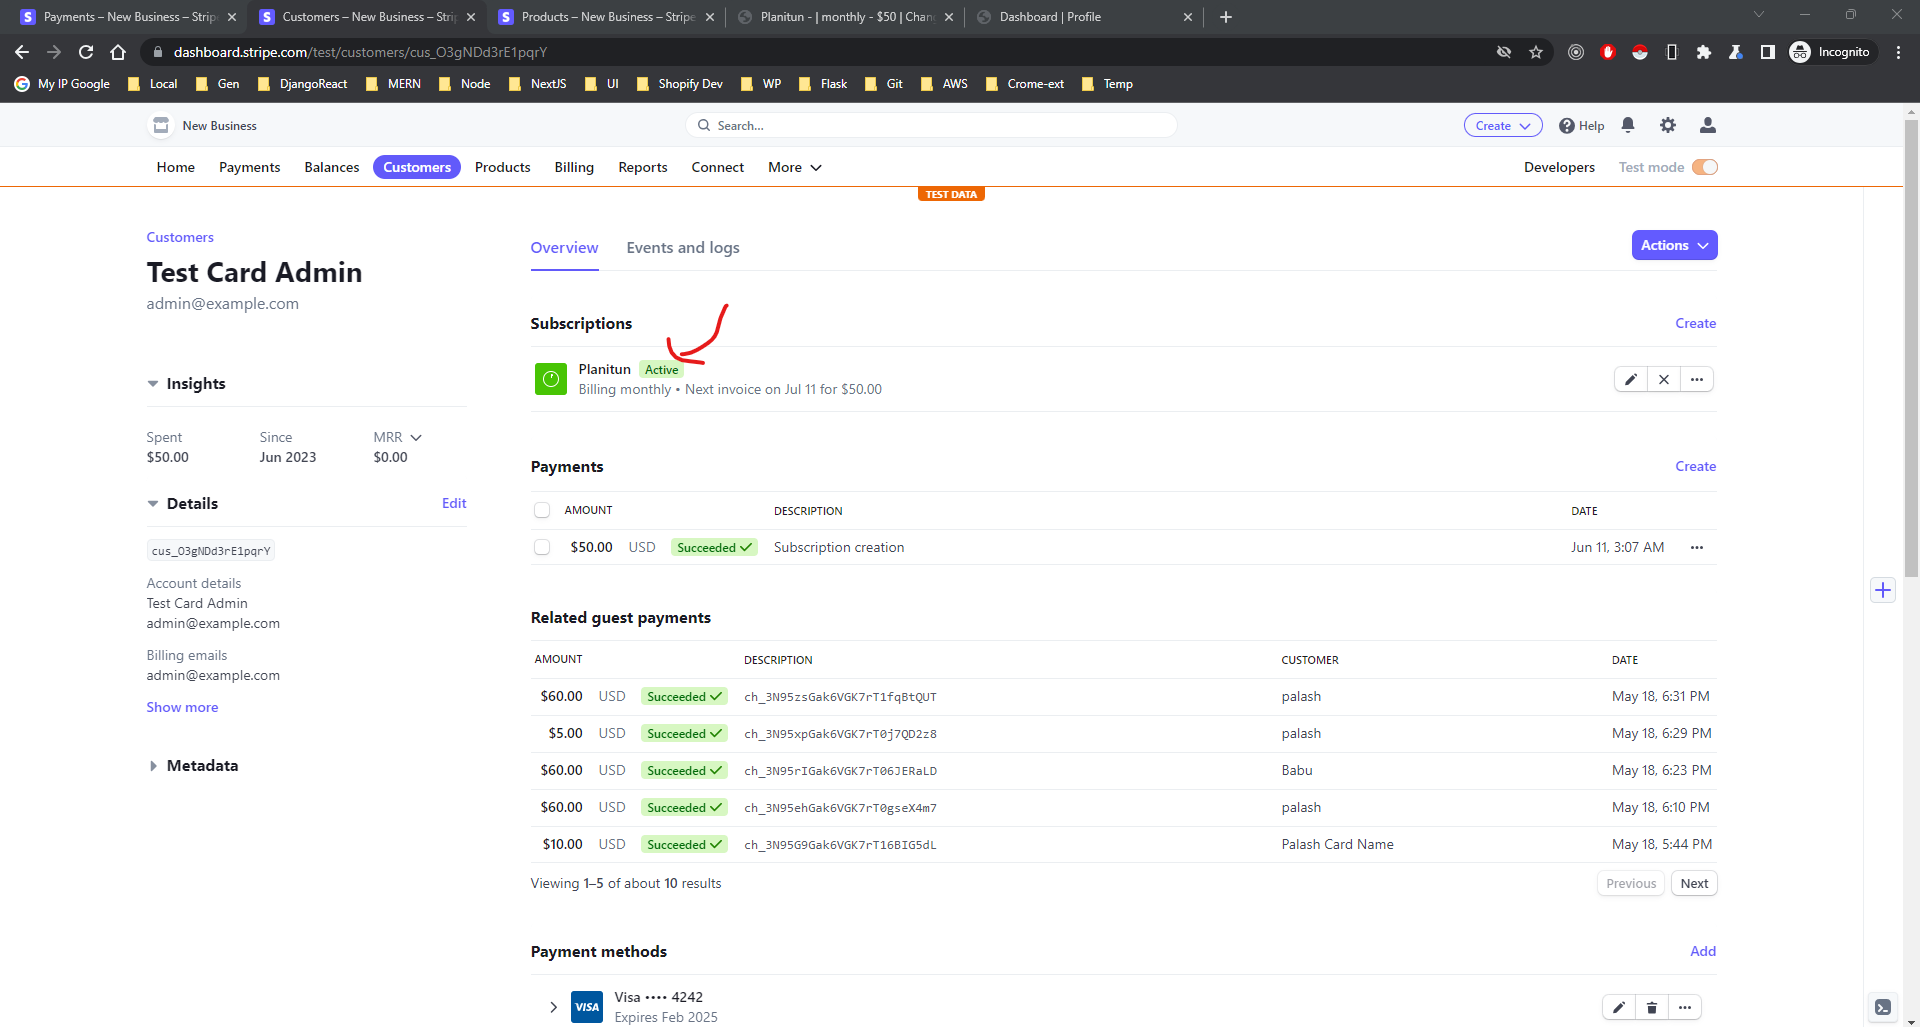 Payments – New Business – Stripe
Customers – New Business – Stri
Products – New Business – Stripe
Planitun - | monthly - $50 | Chan
Dashboard | Profile
dashboard.stripe.com/test/customers/cus_O3gNDd3rE1pqrY
Incognito
My IP Google
Local
Gen
DjangoReact
MERN
Node
NextJS
UI
Shopify Dev
WP
Flask
Git
AWS
Crome-ext
Temp
New Business
Search...
Create
Help
Home
Payments
Balances
Customers
Products
Billing
Reports
Connect
More
Developers
Test mode
TEST DATA
Customers
Test Card Admin
admin@example.com
Insights
Spent Since MRR
$50.00 Jun 2023 $0.00
Details Edit
cus_O3gNDd3rE1pqrY
Account details
Test Card Admin
admin@example.com
Billing emails
admin@example.com
Show more
Metadata
Overview Events and logs
Actions
Subscriptions Create
Planitun Active
Billing monthly • Next invoice on Jul 11 for $50.00
Payments Create
AMOUNT DESCRIPTION DATE
$50.00 USD Succeeded Subscription creation Jun 11, 3:07 AM
Related guest payments
AMOUNT DESCRIPTION CUSTOMER DATE
$60.00 USD Succeeded ch_3N95zsGak6VGK7rT1fqBtQUT palash May 18, 6:31 PM
$5.00 USD Succeeded ch_3N95xpGak6VGK7rT0j7QD2z8 palash May 18, 6:29 PM
$60.00 USD Succeeded ch_3N95rIGak6VGK7rT06JERaLD Babu May 18, 6:23 PM
$60.00 USD Succeeded ch_3N95ehGak6VGK7rT0gseX4m7 palash May 18, 6:10 PM
$10.00 USD Succeeded ch_3N95G9Gak6VGK7rT16BIG5dL Palash Card Name May 18, 5:44 PM
Viewing 1–5 of about 10 results
Previous Next
Payment methods Add
VISA
Visa •••• 4242
Expires Feb 2025